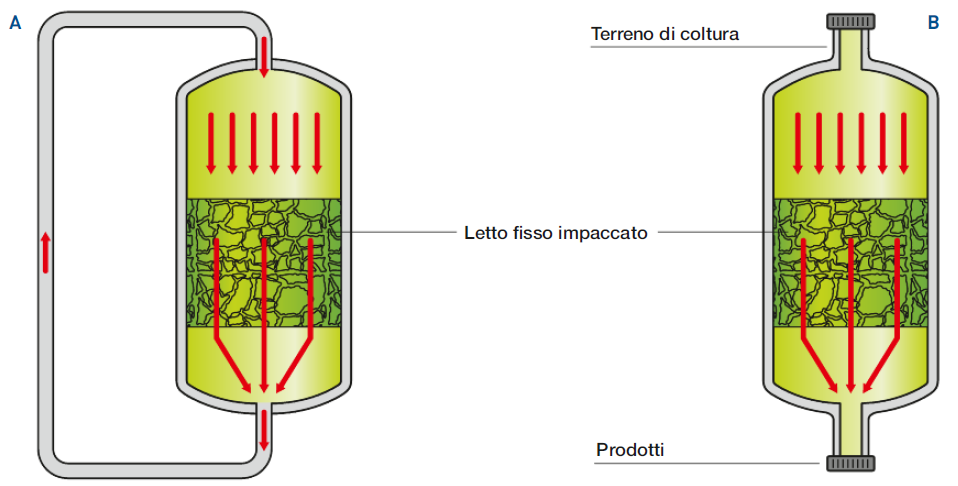 A
B
Terreno di coltura
Letto fisso impaccato
Prodotti